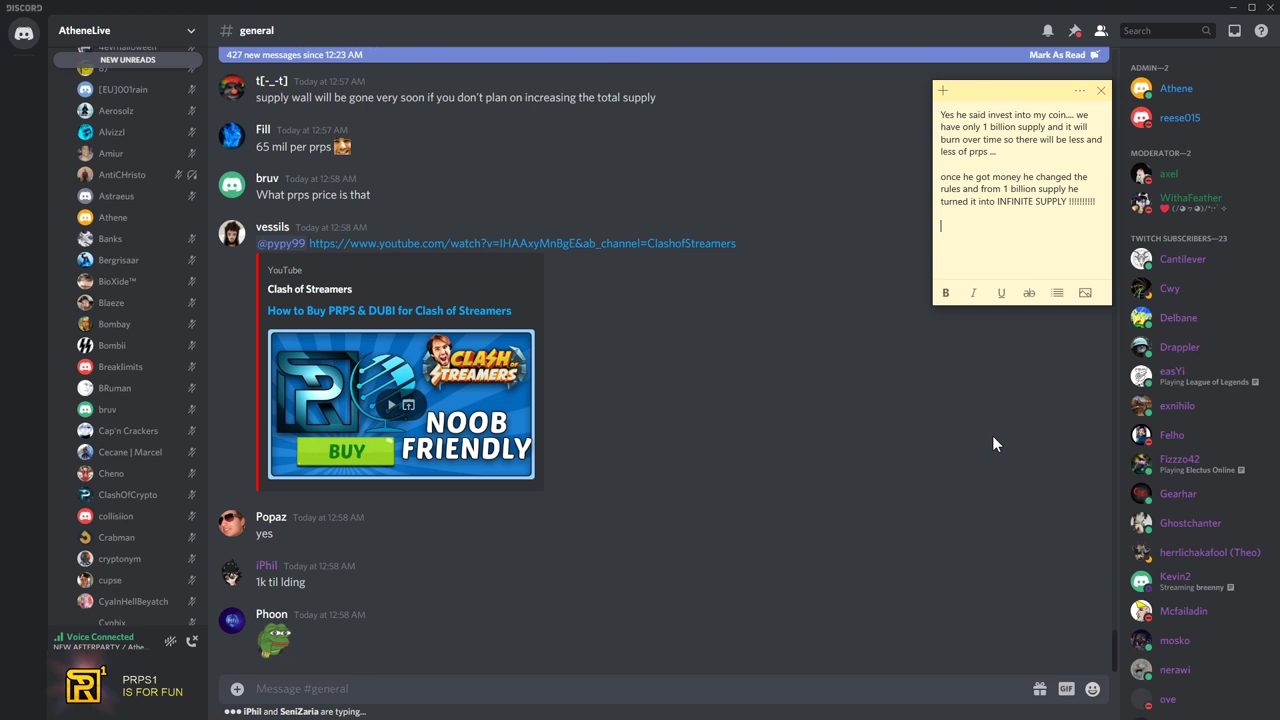 DISCORD
AtheneLive
# general
Search
427 new messages since 12:23 AM
Mark As Read
4evrhalloween
NEW UNREADS
[EU]001rain
Aerosolz
Alvizzl
Amiur
AntiCHristo
Astraeus
Athene
Banks
Bergrisaar
BioXide™
Blaeze
Bombay
Bombii
Breaklimits
BRuman
bruv
Cap'n Crackers
Cecane | Marcel
Cheno
ClashOfCrypto
collisiion
Crabman
cryptonym
cupse
CyaInHellBeyatch
Cyphix
Voice Connected
NEW AFTERPARTY / Athe...
PRPS1
IS FOR FUN
t[-_-t] Today at 12:57 AM
supply wall will be gone very soon if you don't plan on increasing the total supply
Fill Today at 12:57 AM
65 mil per prps
bruv Today at 12:58 AM
What prps price is that
vessils Today at 12:58 AM
@pypy99 https://www.youtube.com/watch?v=IHAAxyMnBgE&ab_channel=ClashofStreamers
YouTube
Clash of Streamers
How to Buy PRPS & DUBI for Clash of Streamers
CLASH OF
STREAMERS
NOOB
FRIENDLY
BUY
Popaz Today at 12:58 AM
yes
iPhil Today at 12:58 AM
1k til lding
Phoon Today at 12:58 AM
Message #general
GIF
iPhil and SeniZaria are typing...
Yes he said invest into my coin.... we
have only 1 billion supply and it will
burn over time so there will be less and
less of prps ...
once he got money he changed the
rules and from 1 billion supply he
turned it into INFINITE SUPPLY !!!!!!!!!!
B I U ab
ADMIN—2
Athene
reese015
MODERATOR—2
axel
WithaFeather
TWITCH SUBSCRIBERS—23
Cantilever
Cwy
Delbane
Drappler
easYi
Playing League of Legends
exnihilo
Felho
Fizzzo42
Playing Electus Online
Gearhar
Ghostchanter
herrlichakafool (Theo)
Kevin2
Streaming breenny
Mcfailadin
mosko
nerawi
ove